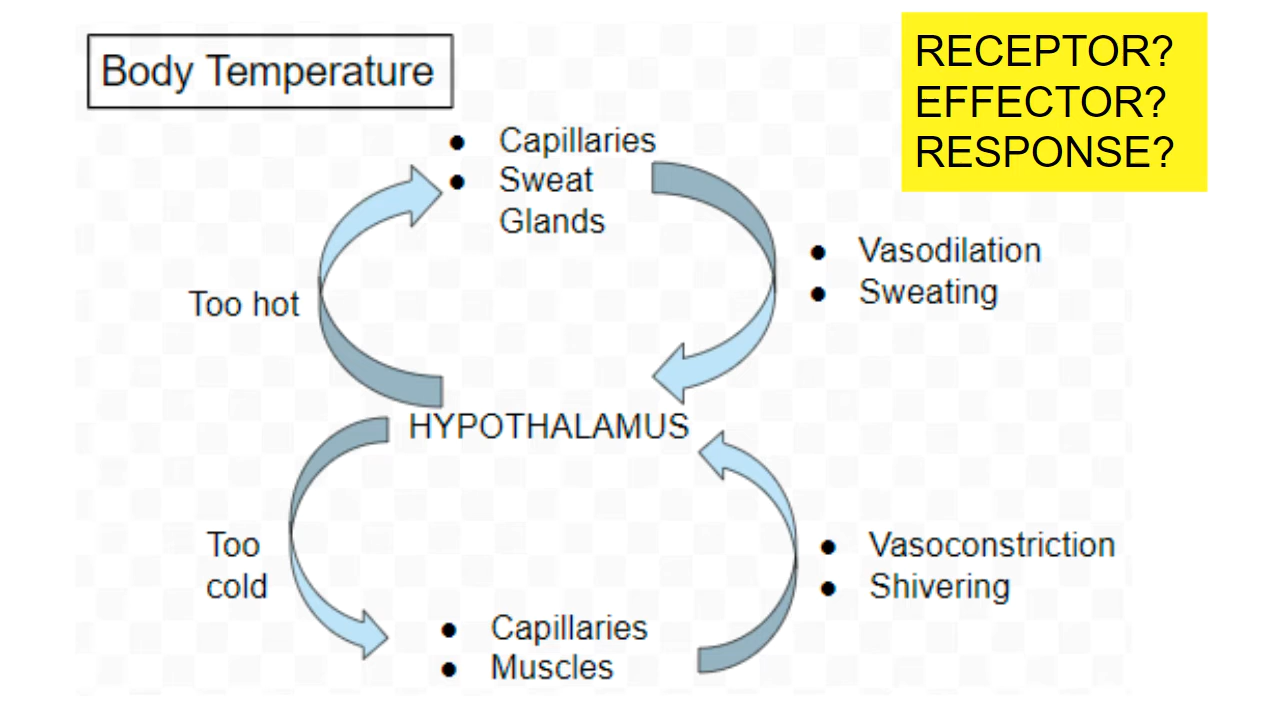 Body Temperature
RECEPTOR?
EFFECTOR?
RESPONSE?
● Capillaries
● Sweat
Glands
● Vasodilation
● Sweating
Too hot
HYPOTHALAMUS
Too
cold
● Vasoconstriction
● Shivering
● Capillaries
● Muscles